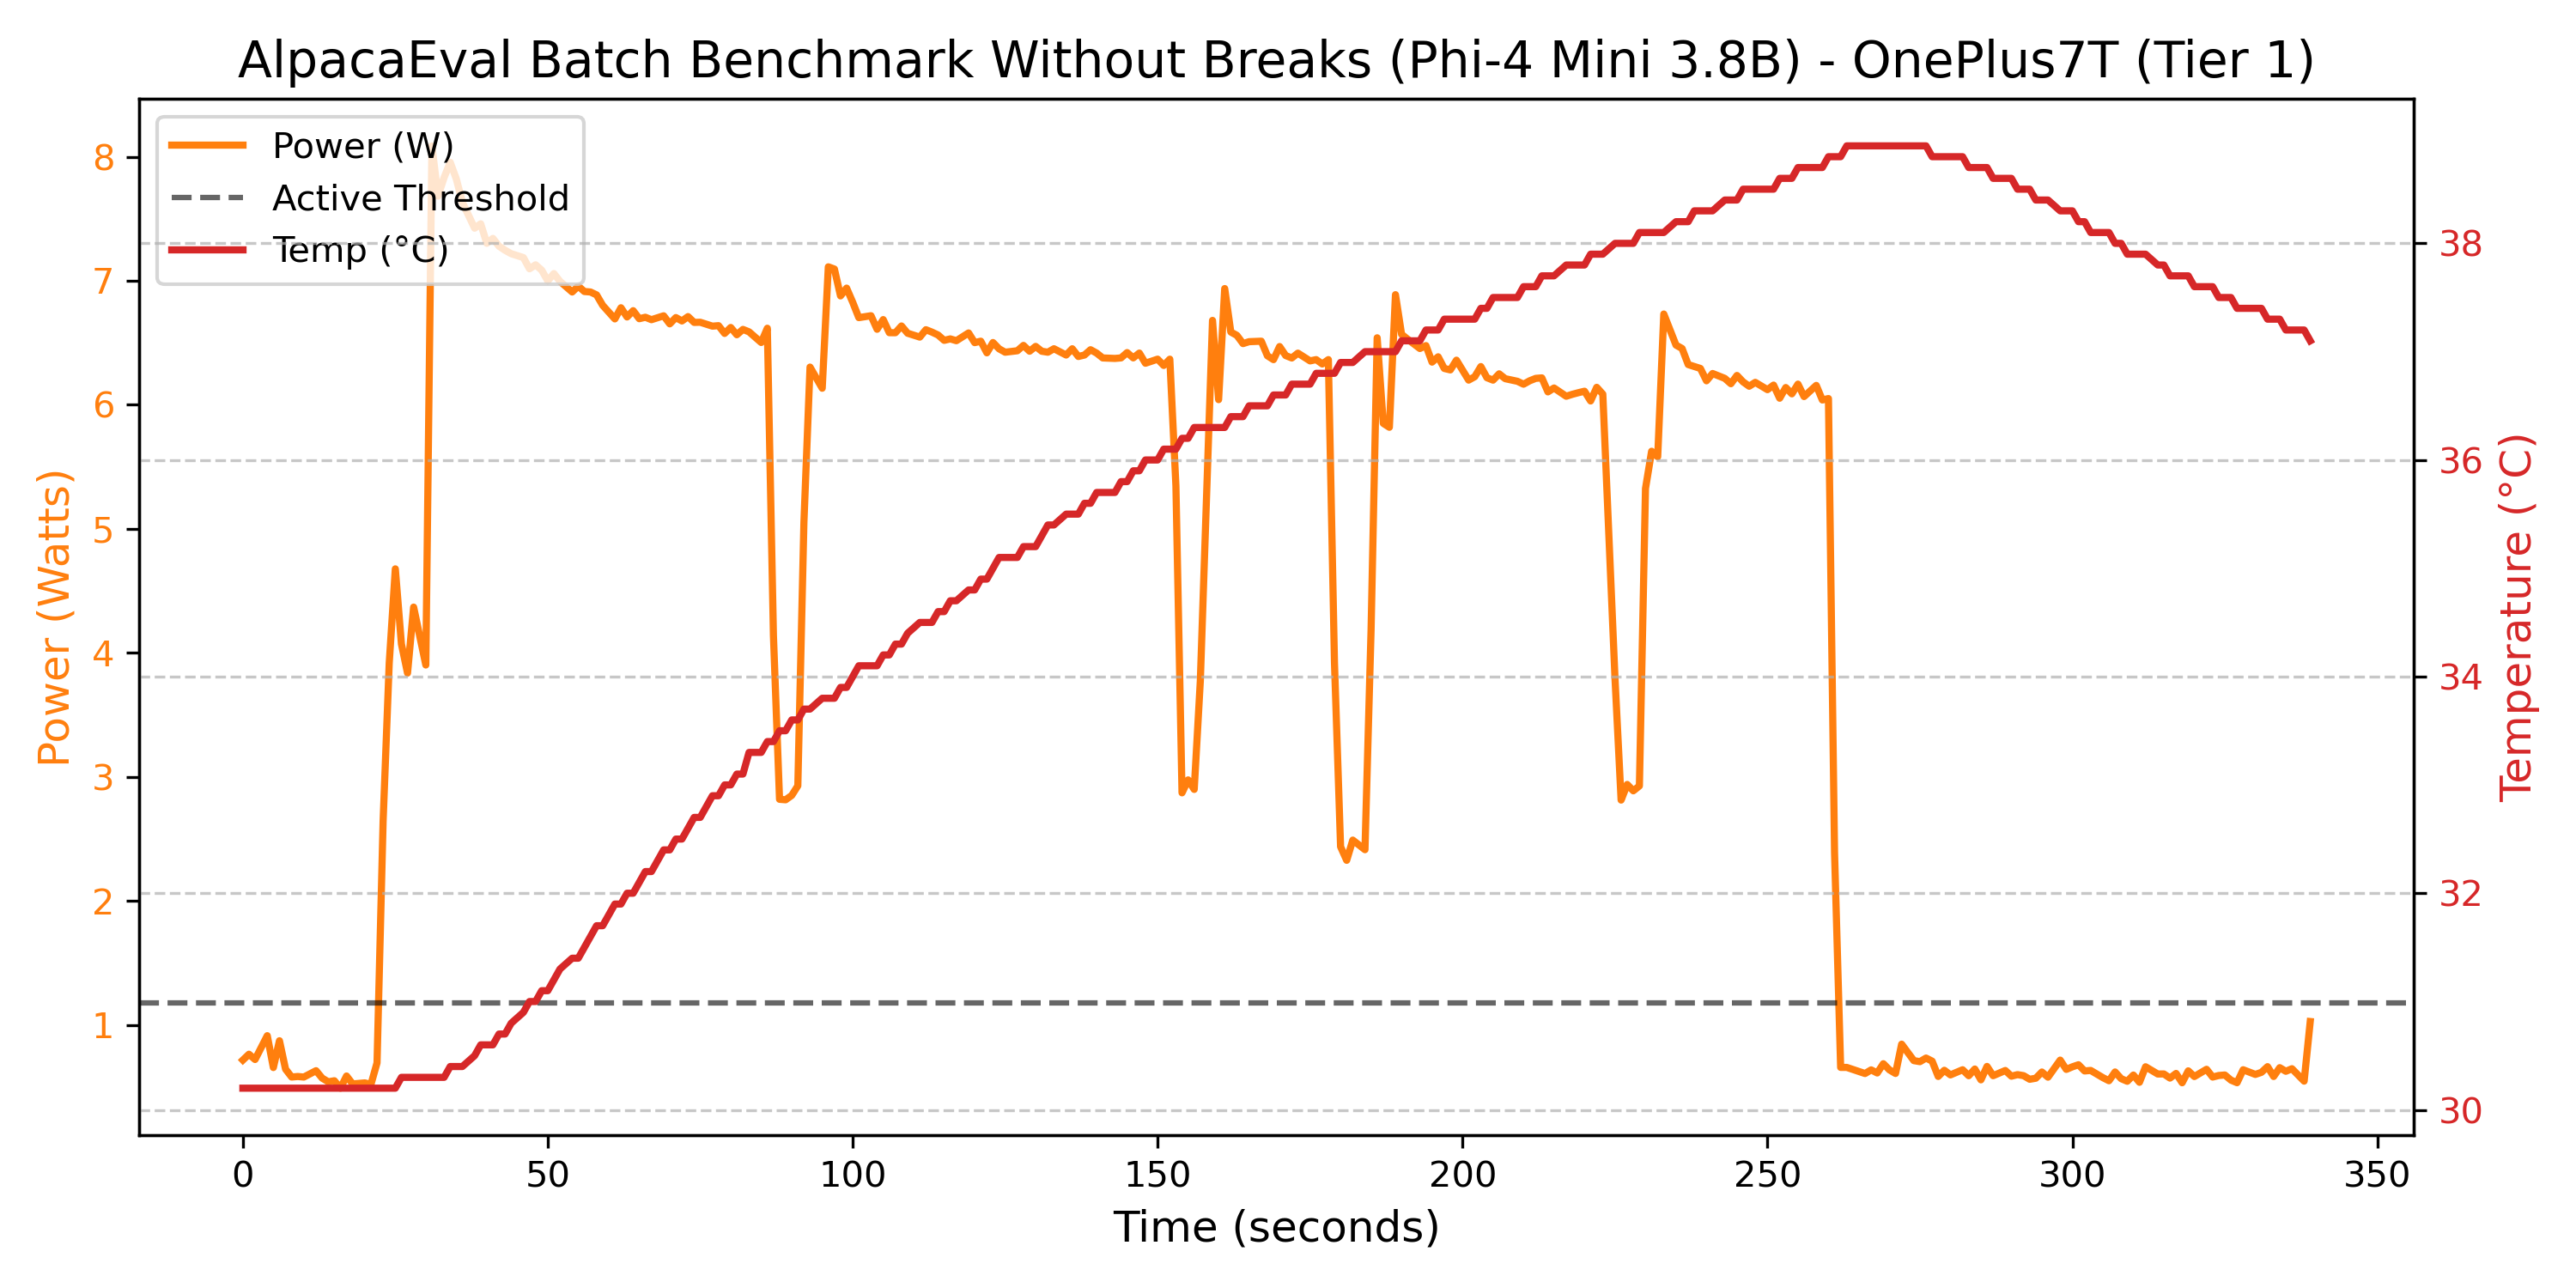 AlpacaEval Batch Benchmark Without Breaks (Phi-4 Mini 3.8B) - OnePlus7T (Tier 1)
Power (W)
Active Threshold
Temp (°C)
8
7
6
5
4
3
2
1
Power (Watts)
38
36
34
32
30
Temperature (°C)
0 50 100 150 200 250 300 350
Time (seconds)